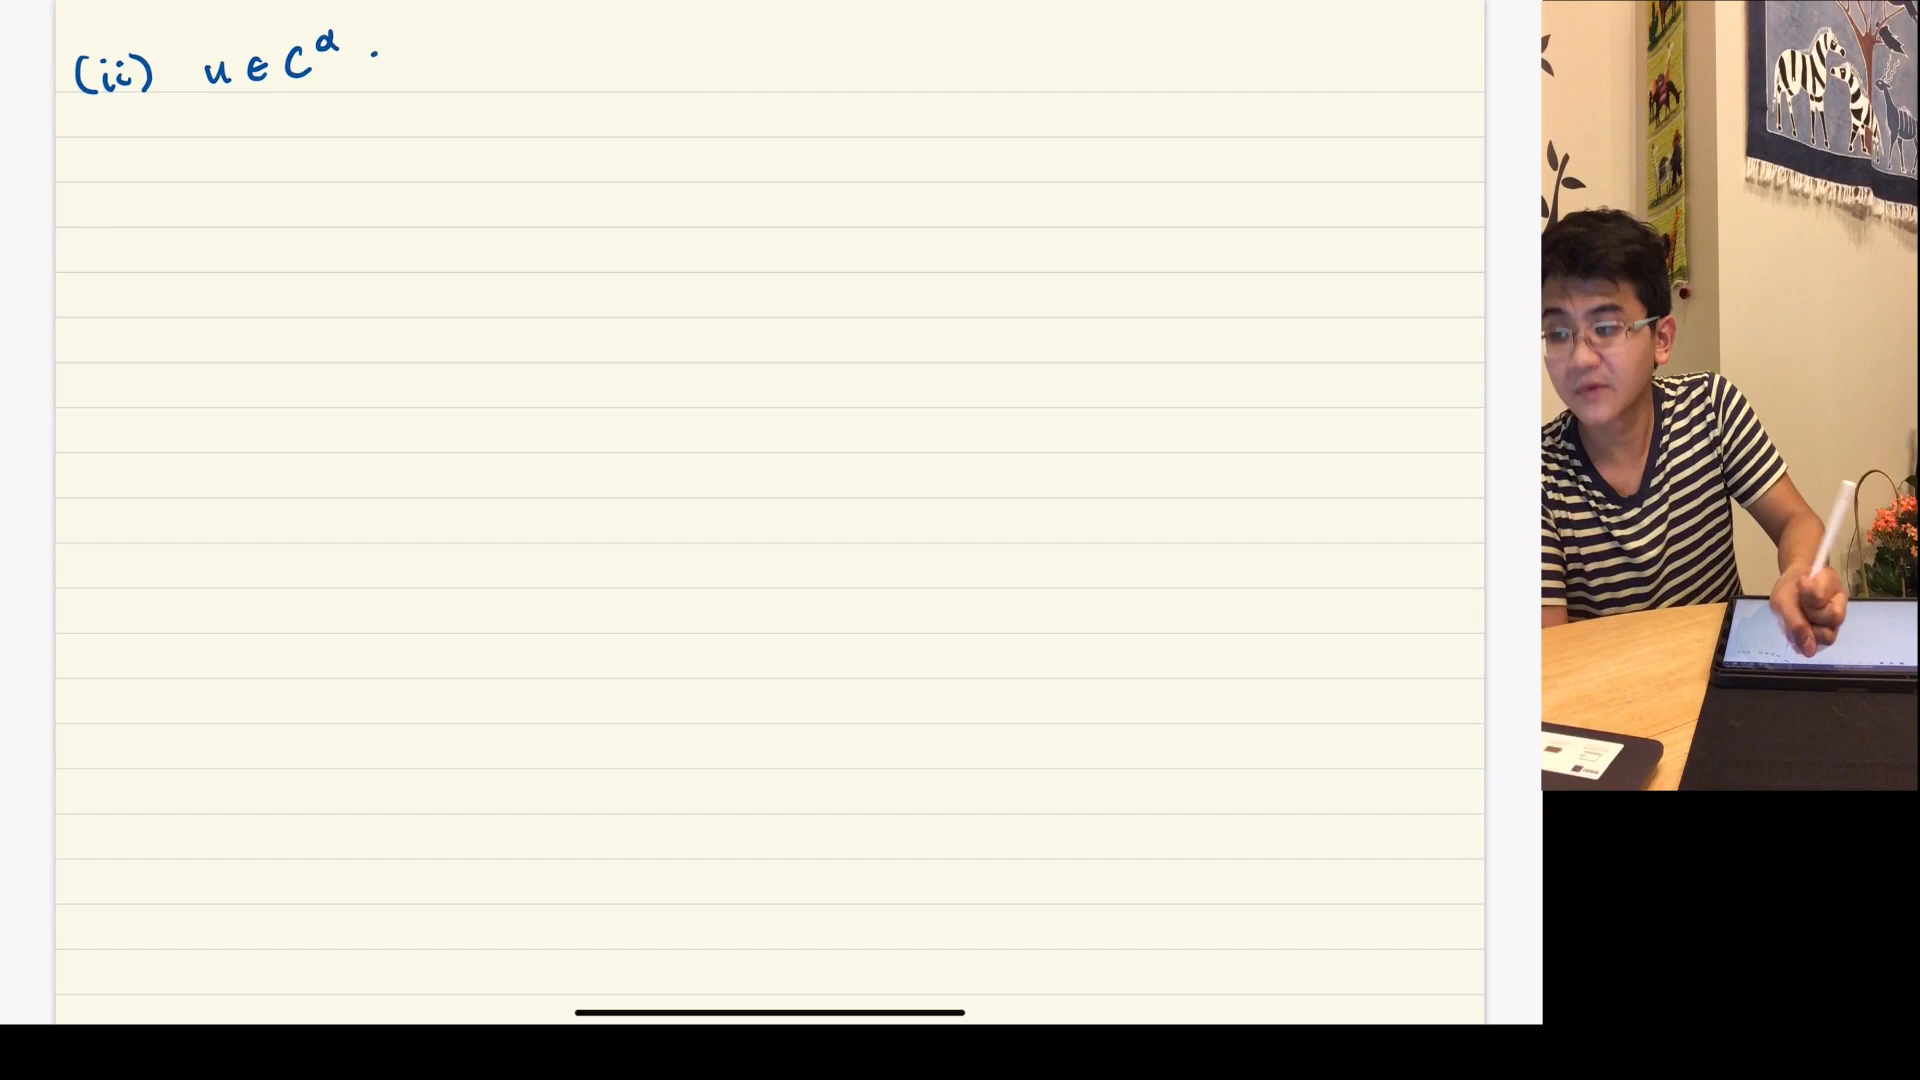 (ii) u ∈ C^α .